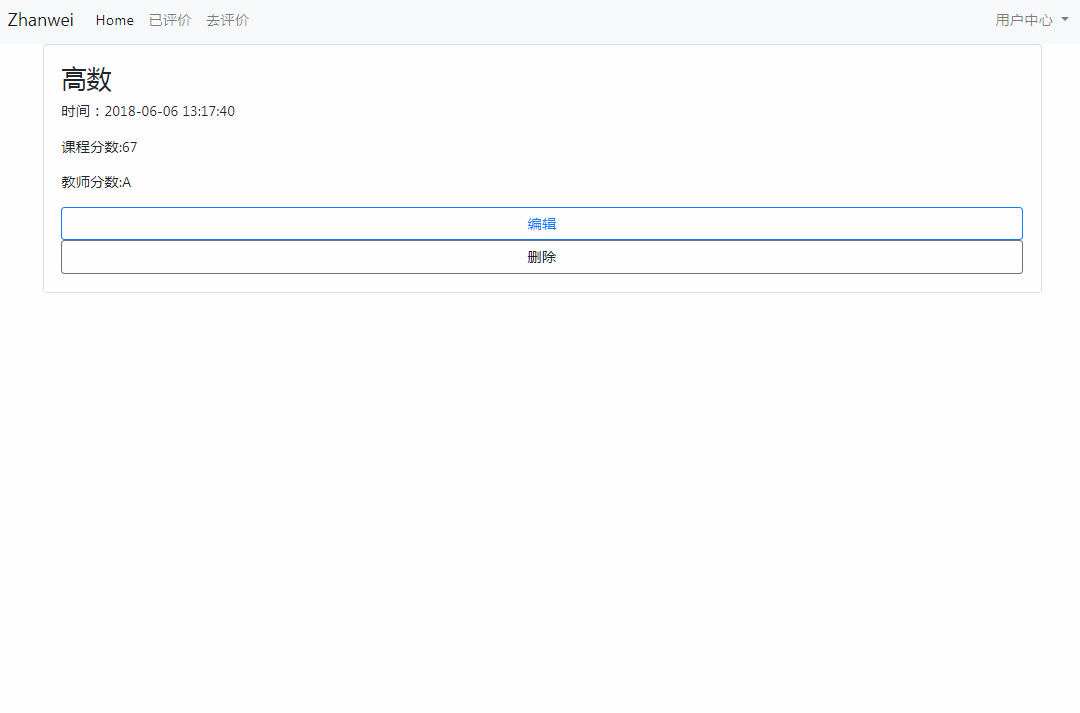 Zhanwei Home 已评价 去评价 用户中心
高数
时间：2018-06-06 13:17:40
课程分数:67
教师分数:A
编辑
删除